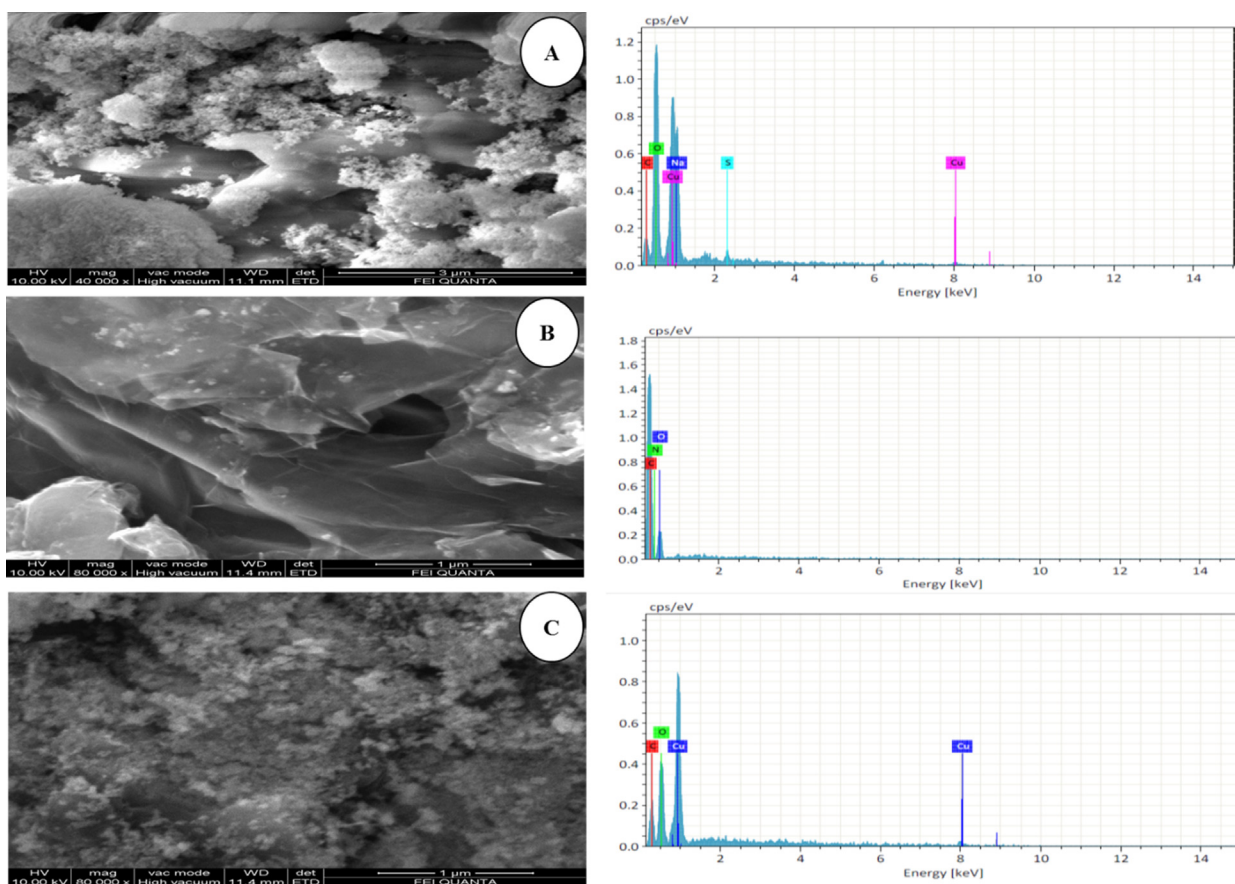 A
HV mag vac mode WD det 3 µm
10.00 kV 40 000 x High vacuum 11.1 mm ETD FEI QUANTA
cps/eV
1.2
1.0
0.8
0.6
0.4
0.2
0.0
C O Na Cu S Cu
2 4 6 8 10 12 14
Energy [keV]
B
HV mag vac mode WD det 1 µm
10.00 kV 80 000 x High vacuum 11.4 mm ETD FEI QUANTA
cps/eV
1.8
1.6
1.4
1.2
1.0
0.8
0.6
0.4
0.2
0.0
C N O
2 4 6 8 10 12 14
Energy [keV]
C
HV mag vac mode WD det 1 µm
10.00 kV 80 000 x High vacuum 11.4 mm ETD FEI QUANTA
cps/eV
1.0
0.8
0.6
0.4
0.2
0.0
C O Cu Cu
2 4 6 8 10 12 14
Energy [keV]